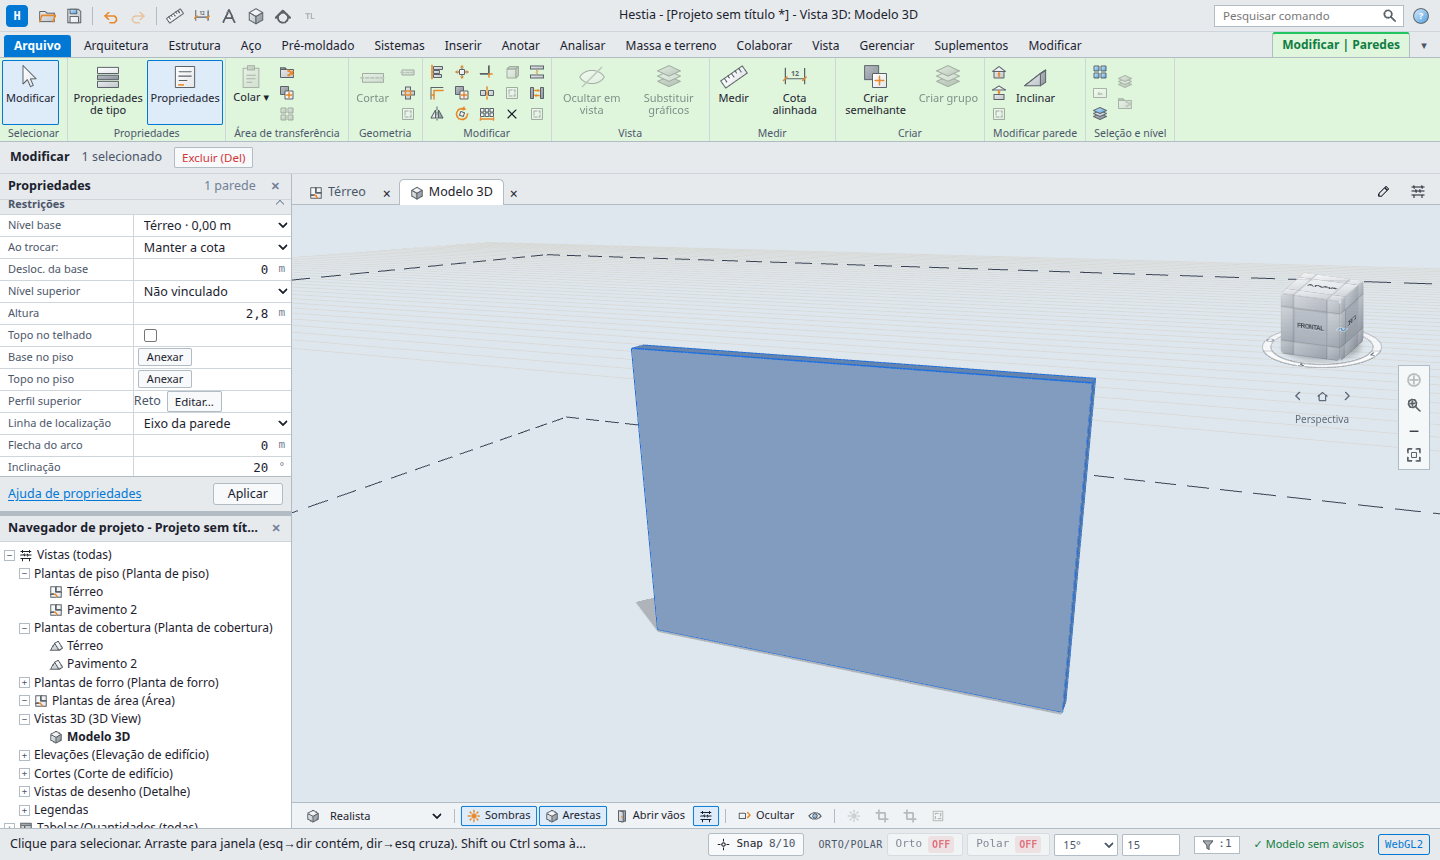 H
TL
Hestia - [Projeto sem título *] - Vista 3D: Modelo 3D
Pesquisar comando
?
Arquivo Arquitetura Estrutura Aço Pré-moldado Sistemas Inserir Anotar Analisar Massa e terreno Colaborar Vista Gerenciar Suplementos Modificar Modificar | Paredes
Modificar
Propriedades de tipo
Propriedades
Colar ▾
Cortar
Ocultar em vista
Substituir gráficos
Medir
12
Cota alinhada
Criar semelhante
Criar grupo
Inclinar
Selecionar
Propriedades
Área de transferência
Geometria
Modificar
Vista
Medir
Criar
Modificar parede
Seleção e nível
Modificar 1 selecionado Excluir (Del)
Propriedades 1 parede ×
Restrições
Nível base Térreo · 0,00 m
Ao trocar: Manter a cota
Desloc. da base 0 m
Nível superior Não vinculado
Altura 2,8 m
Topo no telhado
Base no piso Anexar
Topo no piso Anexar
Perfil superior Reto Editar...
Linha de localização Eixo da parede
Flecha do arco 0 m
Inclinação 20 °
Ajuda de propriedades Aplicar
Navegador de projeto - Projeto sem tít... ×
Vistas (todas)
Plantas de piso (Planta de piso)
Térreo
Pavimento 2
Plantas de cobertura (Planta de cobertura)
Térreo
Pavimento 2
Plantas de forro (Planta de forro)
Plantas de área (Área)
Vistas 3D (3D View)
Modelo 3D
Elevações (Elevação de edifício)
Cortes (Corte de edifício)
Vistas de desenho (Detalhe)
Legendas
Tabelas/Quantidades (todas)
Térreo × Modelo 3D ×
FRONTAL
Perspectiva
Realista Sombras Arestas Abrir vãos Ocultar
Clique para selecionar. Arraste para janela (esq→dir contém, dir→esq cruza). Shift ou Ctrl soma à...
Snap 8/10 ORTO/POLAR Orto OFF Polar OFF 15° 15 :1 ✓ Modelo sem avisos WebGL2